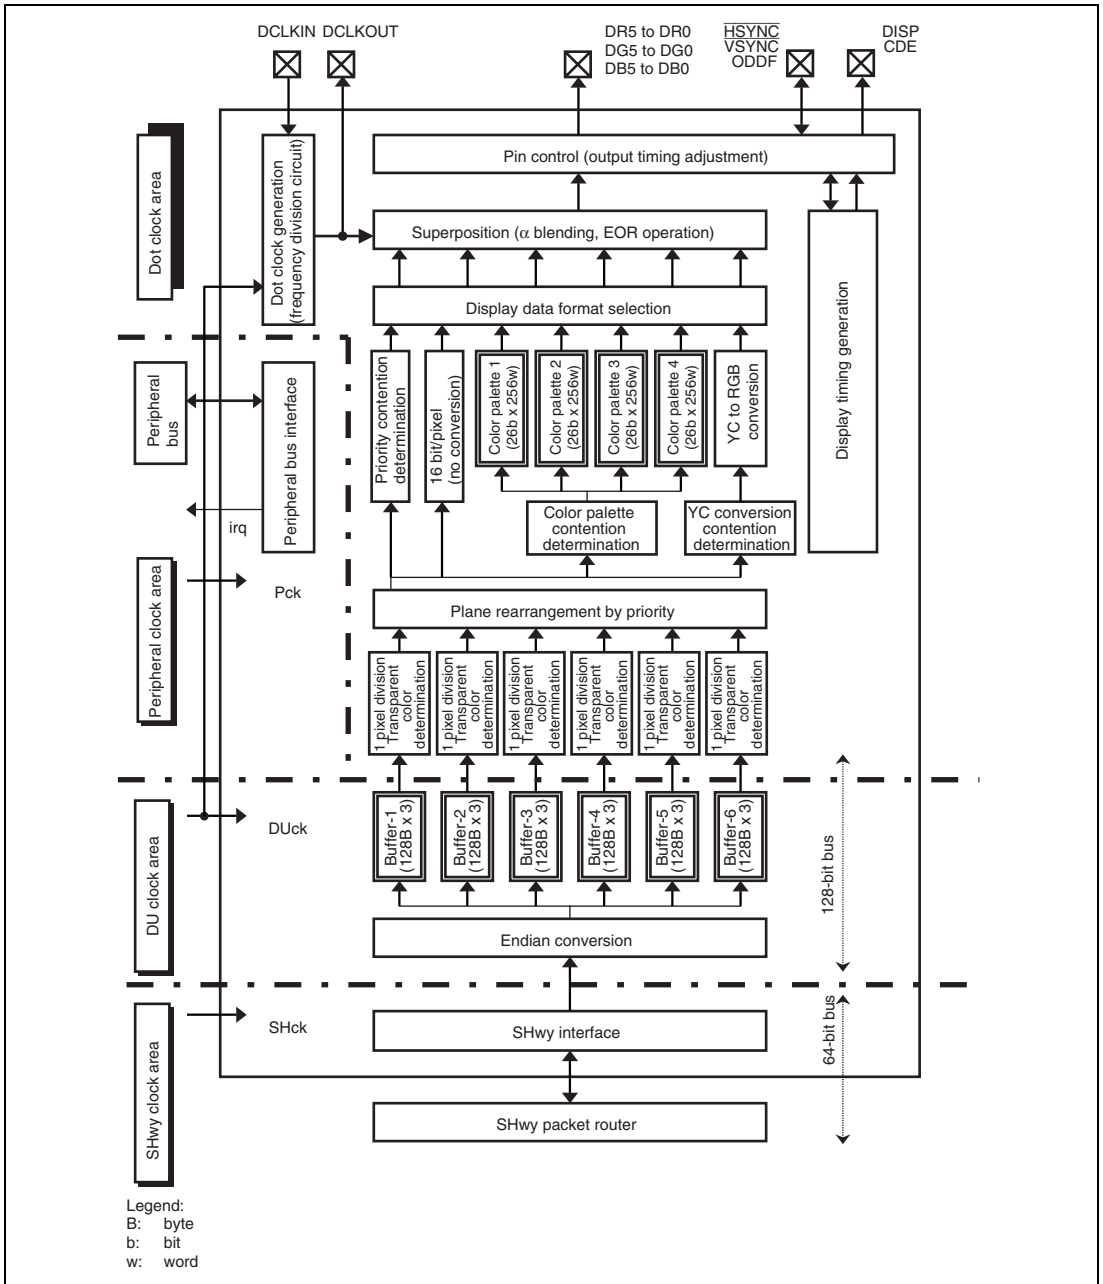 DCLKIN DCLKOUT
DR5 to DR0
DG5 to DG0
DB5 to DB0
HSYNC
VSYNC
ODDF
DISP
CDE
Dot clock area
Dot clock generation
(frequency division circuit)
Pin control (output timing adjustment)
Superposition (α blending, EOR operation)
Display data format selection
Display timing generation
Peripheral
bus
Peripheral bus interface
irq
Priority contention
determination
16 bit/pixel
(no conversion)
Color palette 1
(26b x 256w)
Color palette 2
(26b x 256w)
Color palette 3
(26b x 256w)
Color palette 4
(26b x 256w)
YC to RGB
conversion
Color palette
contention
determination
YC conversion
contention
determination
Peripheral clock area
Pck
Plane rearrangement by priority
1 pixel division
Transparent
color
determination
1 pixel division
Transparent
color
determination
1 pixel division
Transparent
color
determination
1 pixel division
Transparent
color
determination
1 pixel division
Transparent
color
determination
1 pixel division
Transparent
color
determination
DU clock area
DUck
Buffer-1
(128B x 3)
Buffer-2
(128B x 3)
Buffer-3
(128B x 3)
Buffer-4
(128B x 3)
Buffer-5
(128B x 3)
Buffer-6
(128B x 3)
128-bit bus
Endian conversion
SHwy clock area
SHck
SHwy interface
64-bit bus
SHwy packet router
Legend:
B: byte
b: bit
w: word